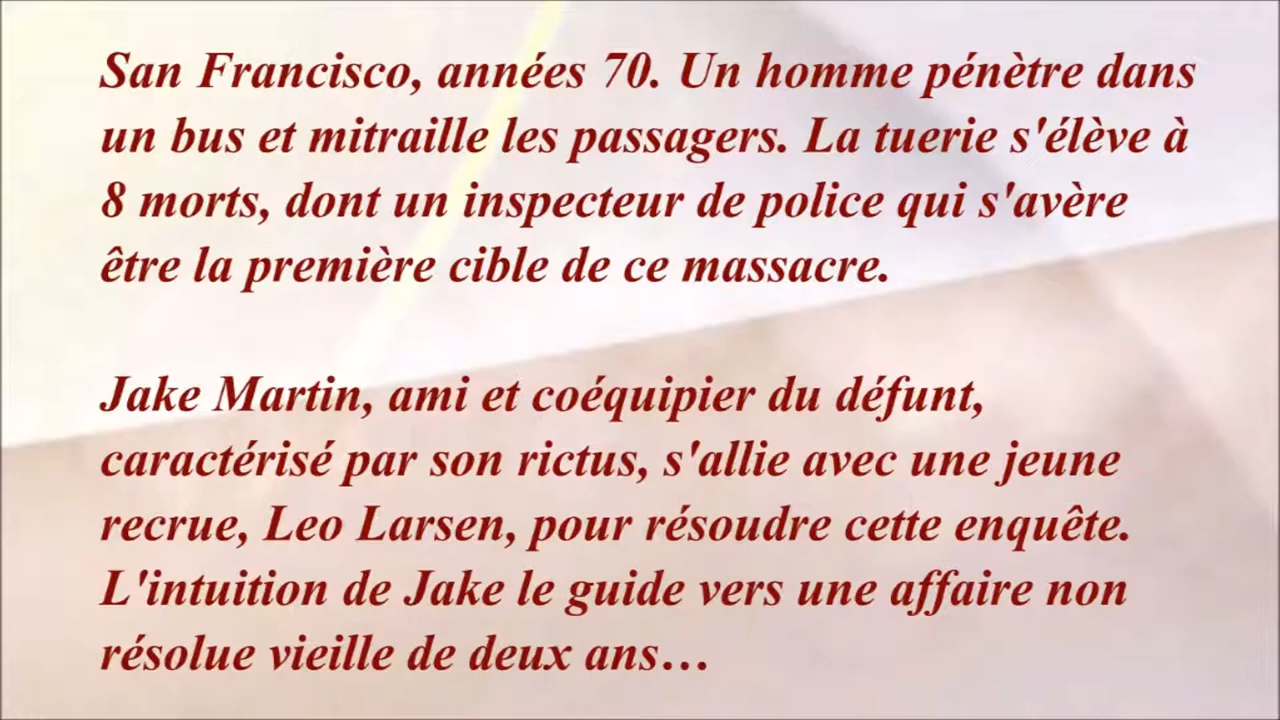 San Francisco, années 70. Un homme pénètre dans
un bus et mitraille les passagers. La tuerie s'élève à
8 morts, dont un inspecteur de police qui s'avère
être la première cible de ce massacre.
Jake Martin, ami et coéquipier du défunt,
caractérisé par son rictus, s'allie avec une jeune
recrue, Leo Larsen, pour résoudre cette enquête.
L'intuition de Jake le guide vers une affaire non
résolue vieille de deux ans…